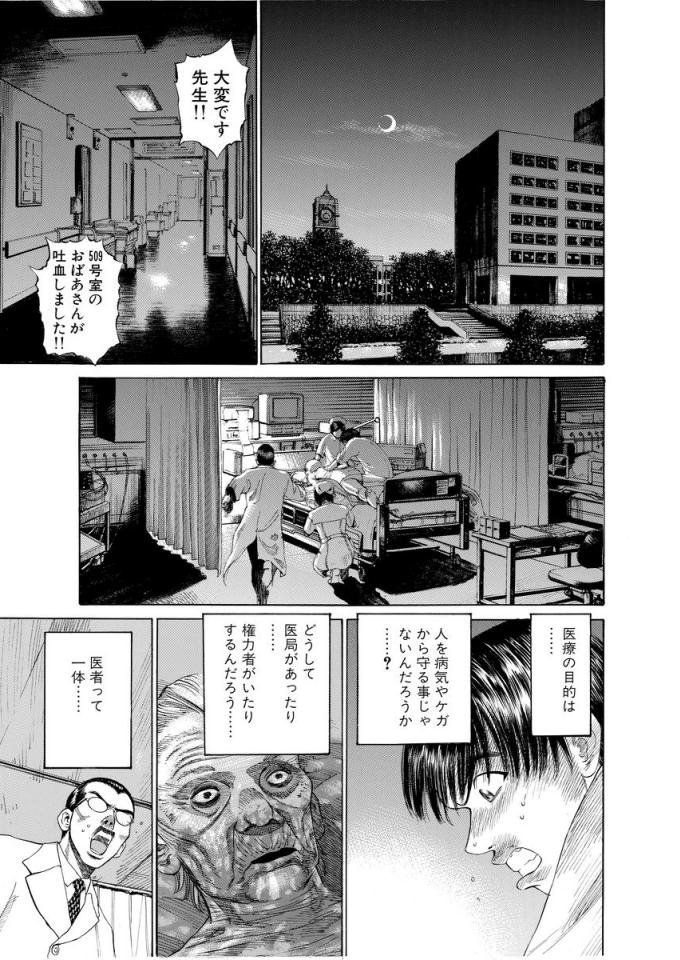 大変です
先生!!
509号室の
おばあさんが
吐血しました!!
医療の目的は
……
人を病気やケガ
から守る事じゃ
ないんだろうか
……?
どうして
医局があったり
……
権力者がいたり
するんだろう……
医者って
一体……